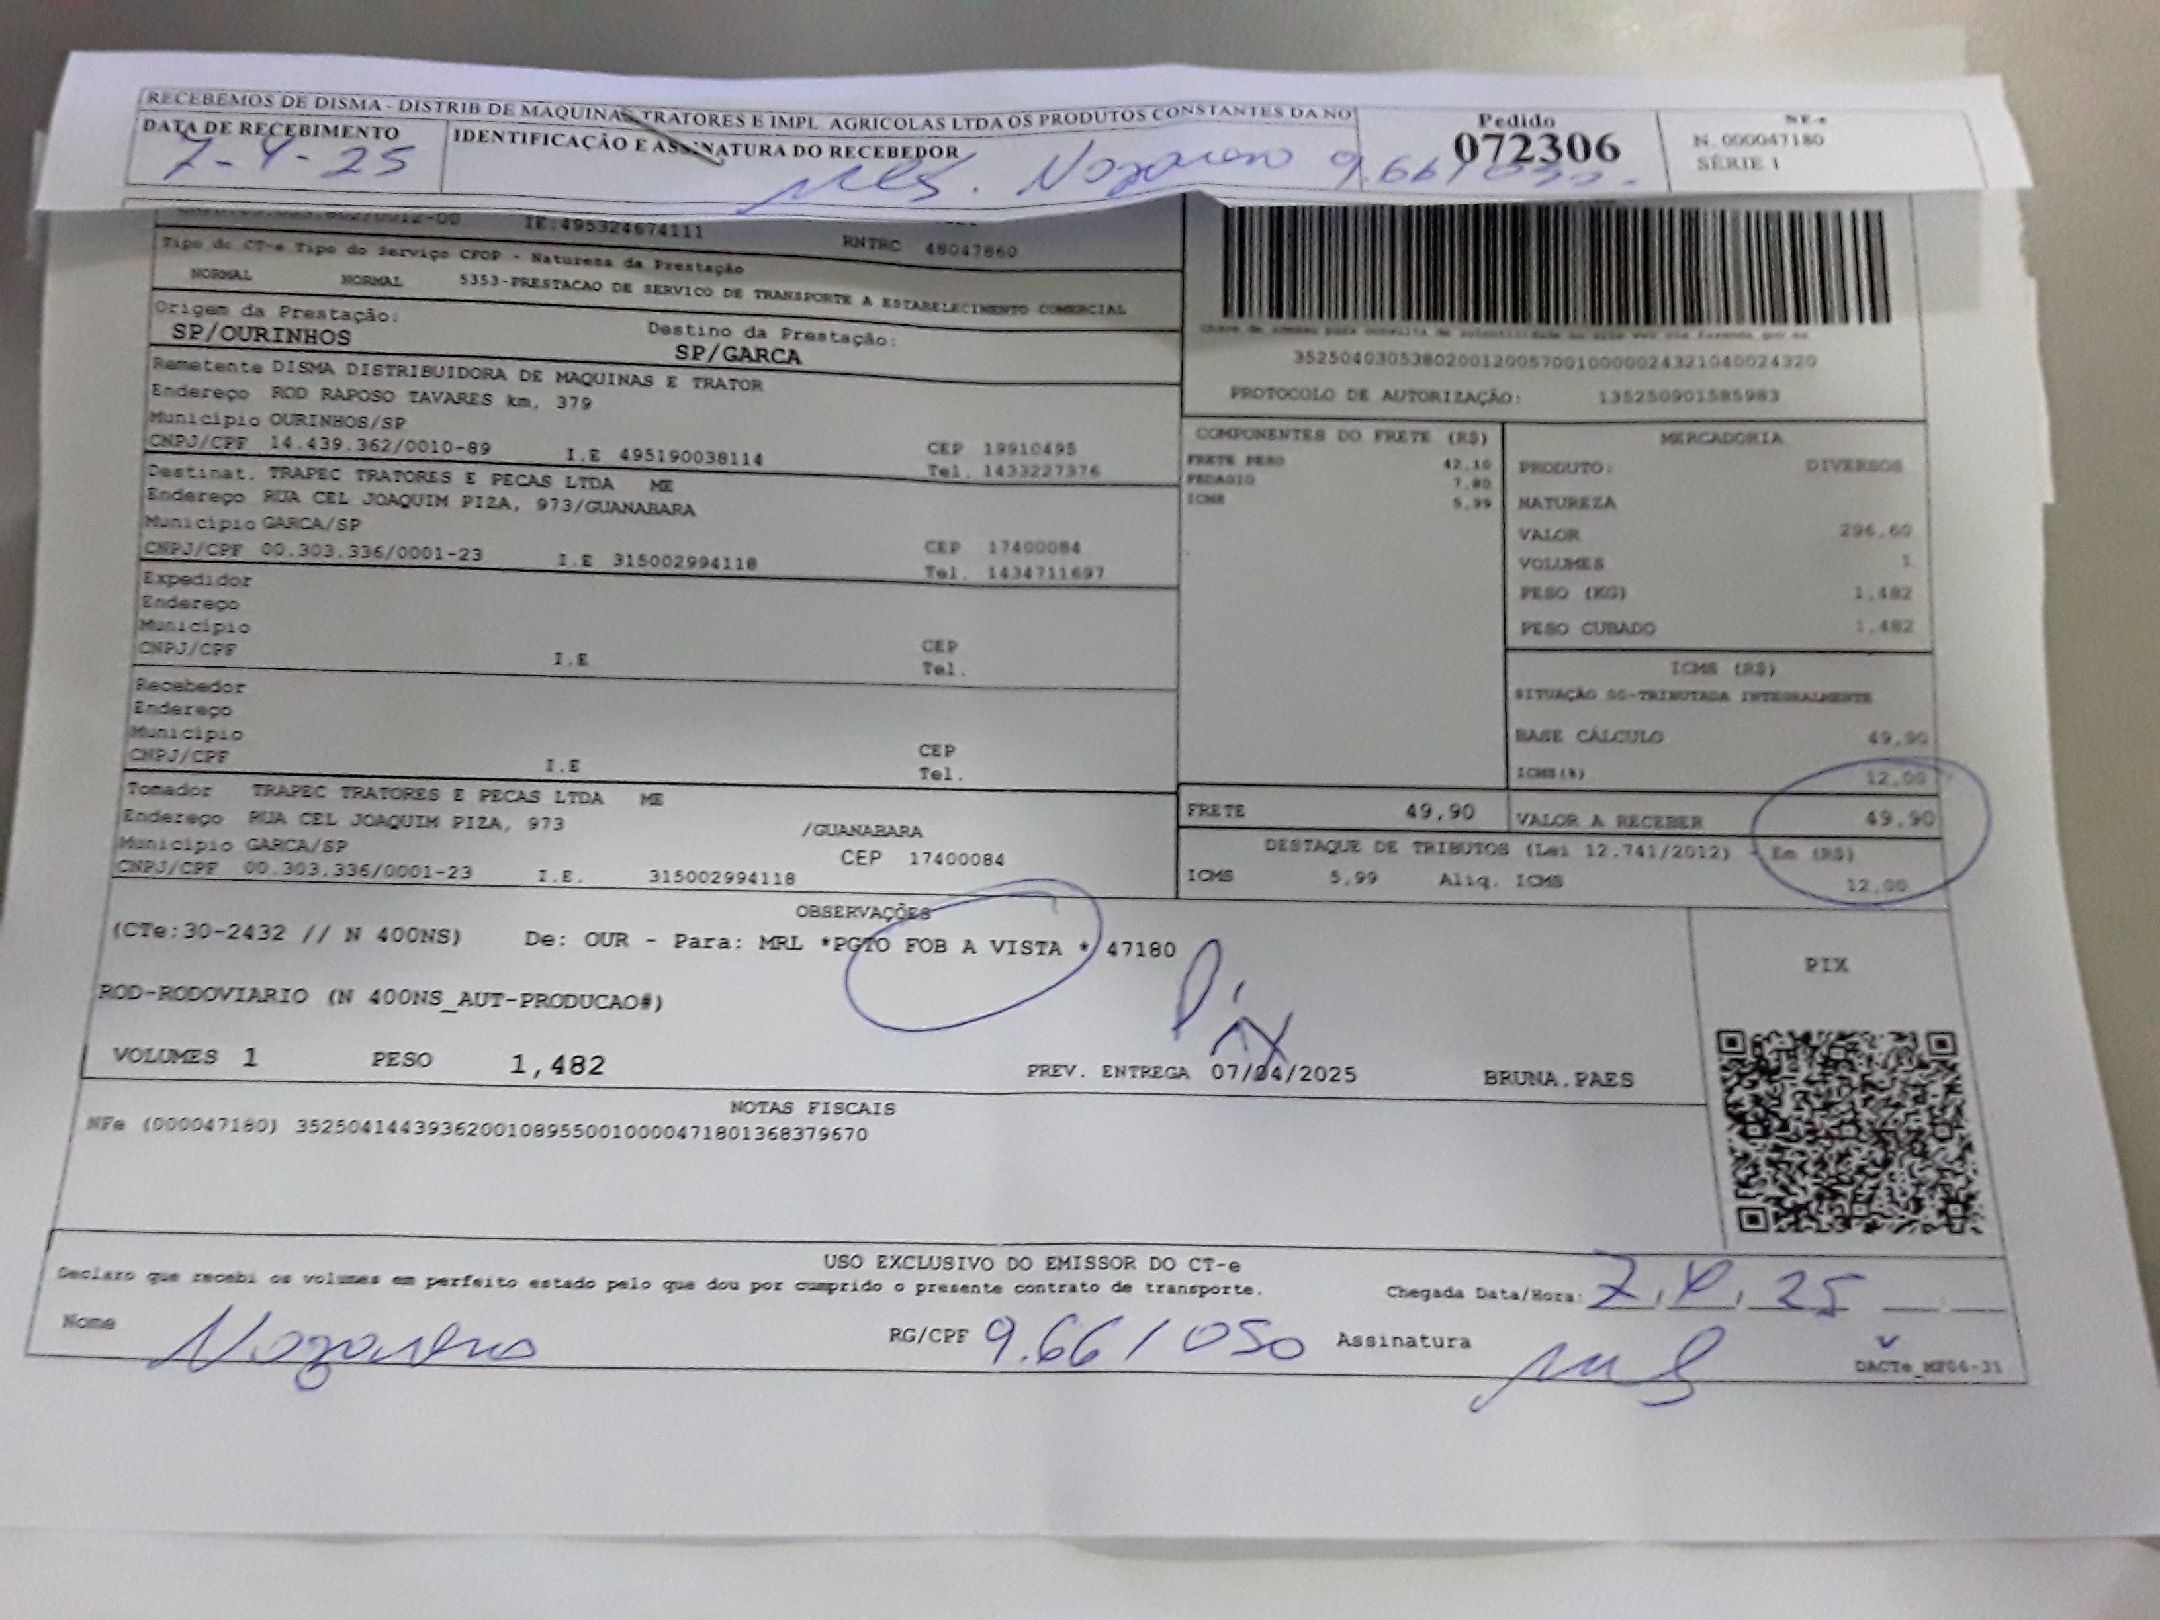 RECEBEMOS DE DISMA - DISTRIB DE MAQUINAS,TRATORES E IMPL AGRICOLAS LTDA OS PRODUTOS CONSTANTES DA NO
DATA DE RECEBIMENTO
7-4-25
IDENTIFICAÇÃO E ASSINATURA DO RECEBEDOR
Nazareno 9.661
Pedido
072306
NF-e
N. 000047180
SÉRIE 1
IE:495324674111
RNTRC 48047860
Tipo do CT-e Tipo do Serviço CFOP - Natureza da Prestação
NORMAL NORMAL 5353-PRESTACAO DE SERVICO DE TRANSPORTE A ESTABELECIMENTO COMERCIAL
Origem da Prestação:
SP/OURINHOS
Destino da Prestação:
SP/GARCA
Remetente DISMA DISTRIBUIDORA DE MAQUINAS E TRATOR
Endereço ROD RAPOSO TAVARES km, 379
Município OURINHOS/SP
CNPJ/CPF 14.439.362/0010-89 I.E 495190038114
CEP 19910495
Tel. 1433227376
Destinat. TRAPEC TRATORES E PECAS LTDA ME
Endereço RUA CEL JOAQUIM PIZA, 973/GUANABARA
Município GARCA/SP
CNPJ/CPF 00.303.336/0001-23 I.E 315002994118
CEP 17400084
Tel. 1434711697
Expedidor
Endereço
Município
CNPJ/CPF I.E
CEP
Tel.
Recebedor
Endereço
Município
CNPJ/CPF I.E
CEP
Tel.
Tomador TRAPEC TRATORES E PECAS LTDA ME
Endereço RUA CEL JOAQUIM PIZA, 973 /GUANABARA
Município GARCA/SP CEP 17400084
CNPJ/CPF 00.303.336/0001-23 I.E. 315002994118
35250403053802001200570010000024321040024320
PROTOCOLO DE AUTORIZAÇÃO: 135250901585983
COMPONENTES DO FRETE (R$)
FRETE PESO 42,10
PEDAGIO 7,80
ICMS 5,99
MERCADORIA
PRODUTO: DIVERSOS
NATUREZA
VALOR 296,60
VOLUMES 1
PESO (KG) 1,482
PESO CUBADO 1,482
ICMS (R$)
SITUAÇÃO 00-TRIBUTADA INTEGRALMENTE
BASE CÁLCULO 49,90
ICMS(%) 12,00
FRETE 49,90
VALOR A RECEBER 49,90
DESTAQUE DE TRIBUTOS (Lei 12.741/2012) - Em (R$)
ICMS 5,99 Aliq. ICMS 12,00
OBSERVAÇÕES
(CTe:30-2432 // N 400NS) De: OUR - Para: MRL *PGTO FOB A VISTA * 47180
Pix
ROD-RODOVIARIO (N 400NS_AUT-PRODUCAO#)
VOLUMES 1 PESO 1,482 PREV. ENTREGA 07/04/2025 BRUNA.PAES
PIX
NOTAS FISCAIS
NFe (000047180) 35250414439362001089550010000471801368379670
USO EXCLUSIVO DO EMISSOR DO CT-e
Declaro que recebi os volumes em perfeito estado pelo que dou por cumprido o presente contrato de transporte.
Chegada Data/Hora: 7,4,25
Nome Nazareno RG/CPF 9.661050 Assinatura
DACTe_MP06-31